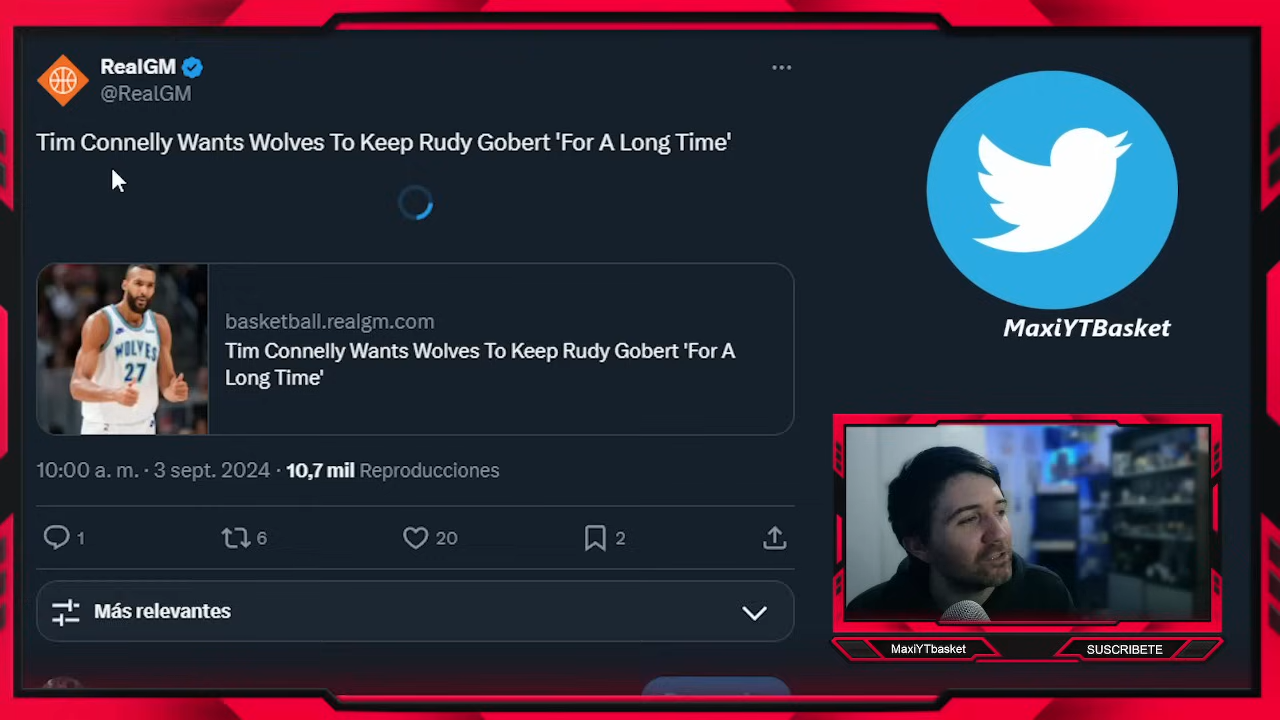 RealGM
@RealGM
Tim Connelly Wants Wolves To Keep Rudy Gobert 'For A Long Time'
WOLVES
27
basketball.realgm.com
Tim Connelly Wants Wolves To Keep Rudy Gobert 'For A
Long Time'
10:00 a. m. · 3 sept. 2024 · 10,7 mil Reproducciones
1 6 20 2
Más relevantes
MaxiYTBasket
MaxiYTbasket
SUSCRIBETE